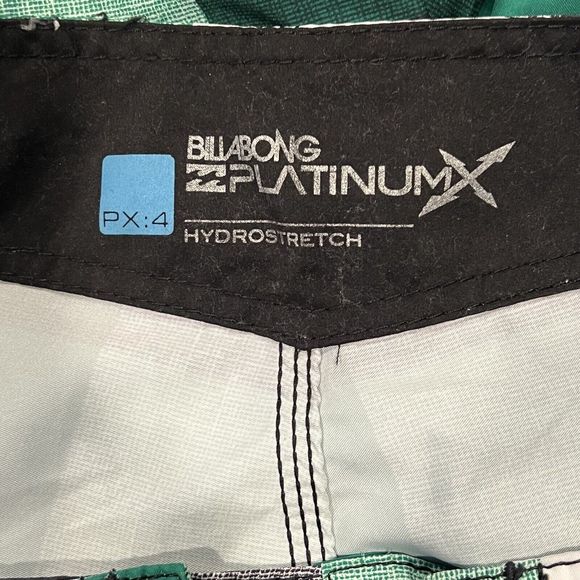 BILLABONG
PLATINUMX
PX:4
HYDROSTRETCH